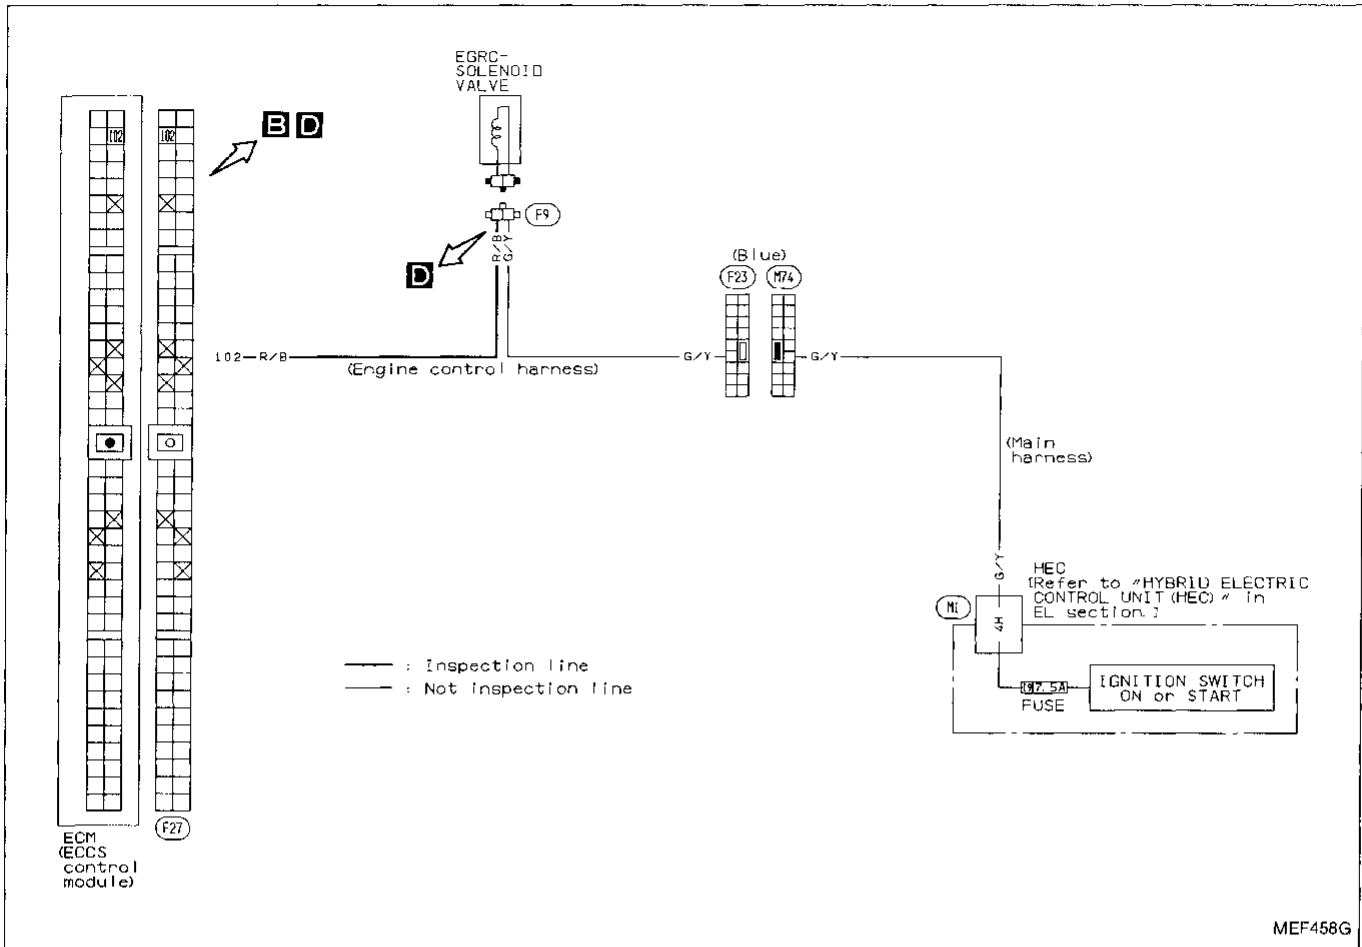 EGRC-
SOLENOID
VALVE
B D
102
102
F9
R/B
G/Y
D
(Blue)
F23
M74
102
R/B
G/Y
G/Y
(Engine control harness)
(Main
harness)
G/Y
HEC
[Refer to "HYBRID ELECTRIC
CONTROL UNIT (HEC)" in
EL section.]
M1
4H
7.5A
FUSE
IGNITION SWITCH
ON or START
: Inspection line
: Not inspection line
F27
ECM
(ECCS
control
module)
MEF458G